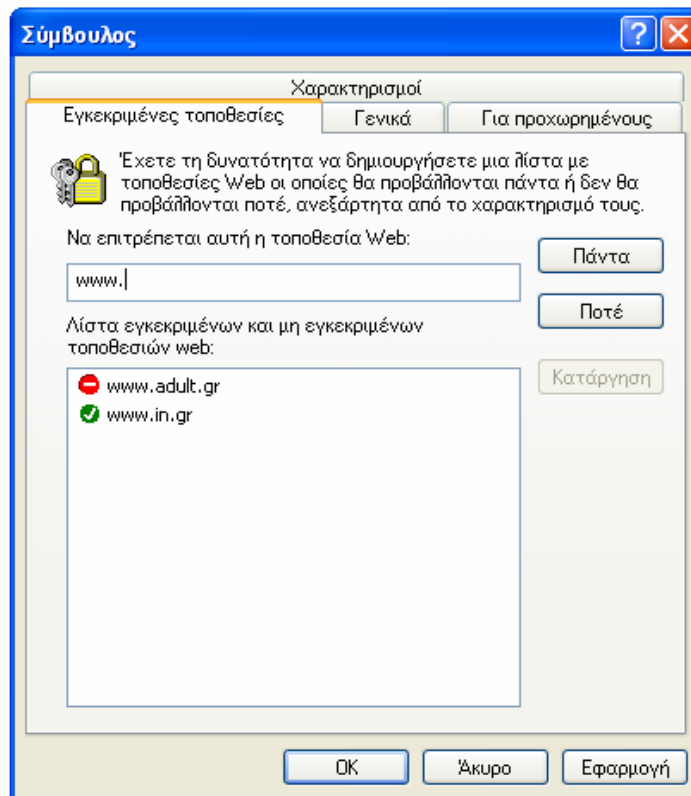 Σύμβουλος
Χαρακτηρισμοί
Εγκεκριμένες τοποθεσίες
Γενικά
Για προχωρημένους
Έχετε τη δυνατότητα να δημιουργήσετε μια λίστα με
τοποθεσίες Web οι οποίες θα προβάλλονται πάντα ή δεν θα
προβάλλονται ποτέ, ανεξάρτητα από το χαρακτηρισμό τους.
Να επιτρέπεται αυτή η τοποθεσία Web:
www.
Πάντα
Ποτέ
Λίστα εγκεκριμένων και μη εγκεκριμένων
τοποθεσιών web:
Κατάργηση
www.adult.gr
www.in.gr
OK
Άκυρο
Εφαρμογή